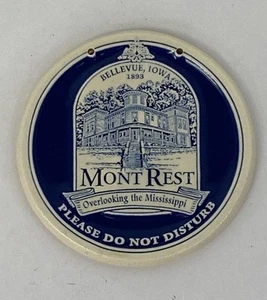 BELLEVUE, IOWA
1893
MONT REST
Overlooking the Mississippi
PLEASE DO NOT DISTURB